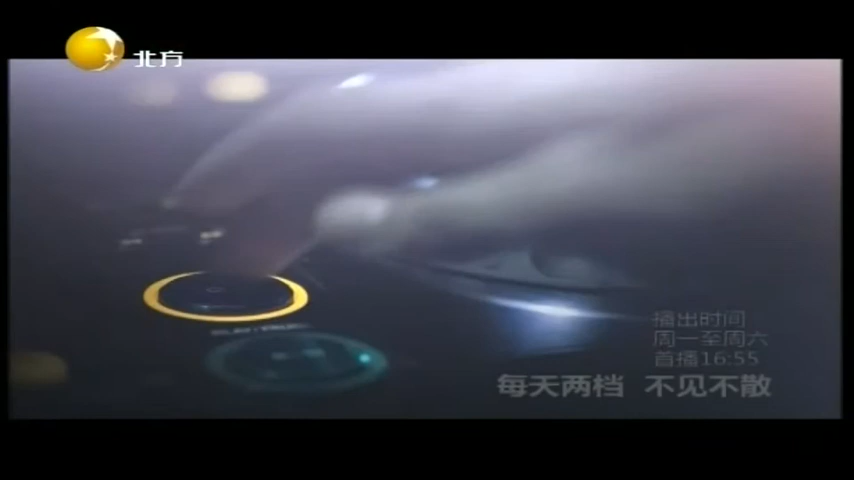 北方
播出时间
周一至周六
首播16:55
每天两档 不见不散